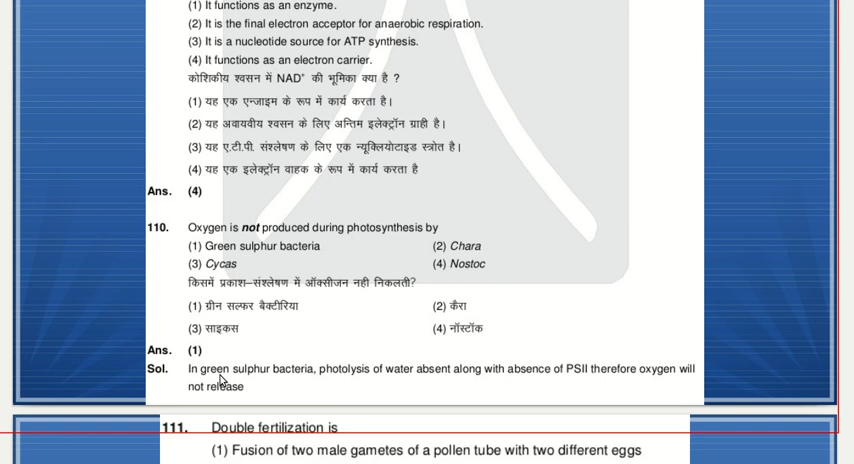 (1) It functions as an enzyme.
(2) It is the final electron acceptor for anaerobic respiration.
(3) It is a nucleotide source for ATP synthesis.
(4) It functions as an electron carrier.
कोशिकीय श्वसन में NAD⁺ की भूमिका क्या है ?
(1) यह एक एन्जाइम के रूप में कार्य करता है।
(2) यह अवायवीय श्वसन के लिए अन्तिम इलेक्ट्रॉन ग्राही है।
(3) यह ए.टी.पी. संश्लेषण के लिए एक न्यूक्लियोटाइड स्त्रोत है।
(4) यह एक इलेक्ट्रॉन वाहक के रूप में कार्य करता है
Ans. (4)
110. Oxygen is not produced during photosynthesis by
(1) Green sulphur bacteria (2) Chara
(3) Cycas (4) Nostoc
किसमें प्रकाश–संश्लेषण में ऑक्सीजन नही निकलती?
(1) ग्रीन सल्फर बैक्टीरिया (2) कैरा
(3) साइकस (4) नॉस्टॉक
Ans. (1)
Sol. In green sulphur bacteria, photolysis of water absent along with absence of PSII therefore oxygen will
not release
111. Double fertilization is
(1) Fusion of two male gametes of a pollen tube with two different eggs